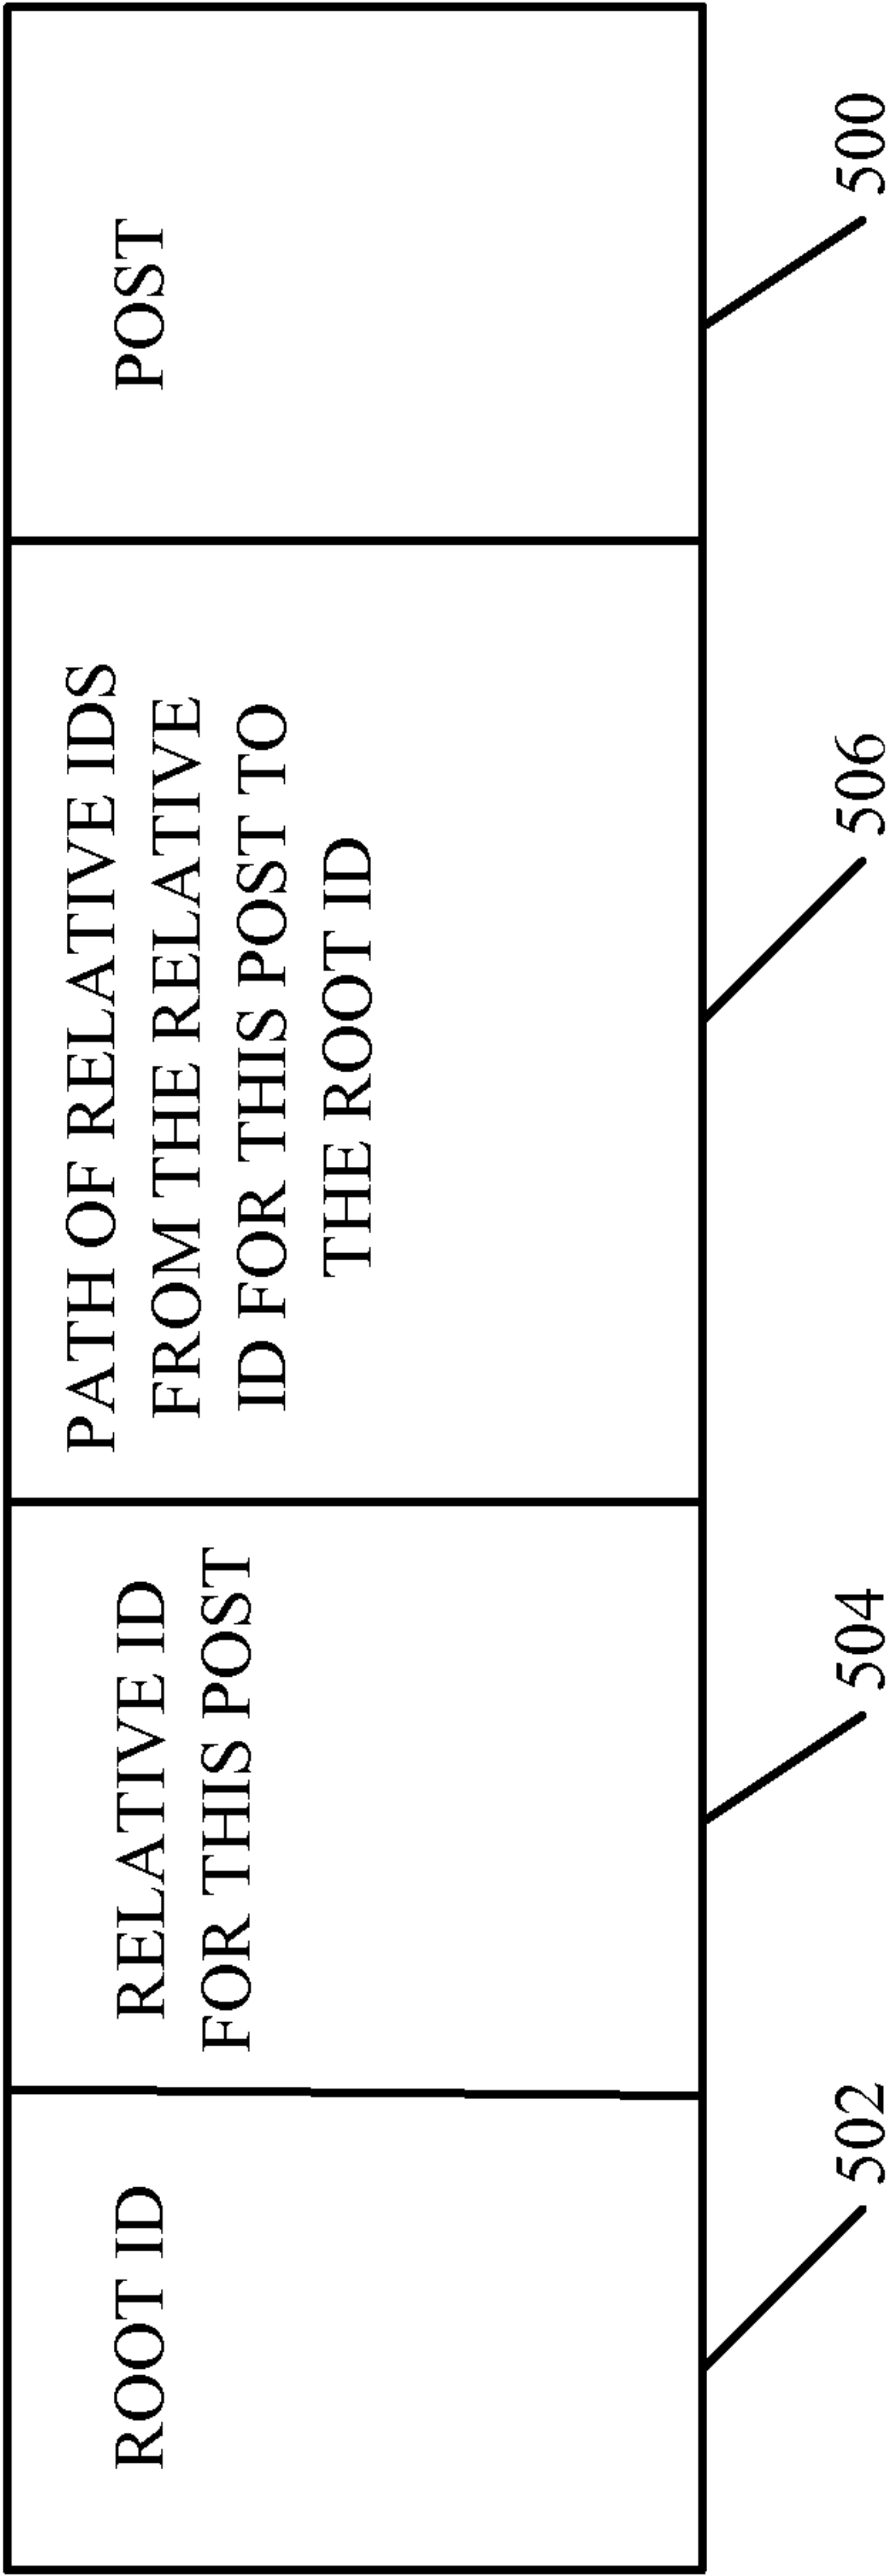 ROOT ID
RELATIVE ID
FOR THIS POST
PATH OF RELATIVE IDS
FROM THE RELATIVE
ID FOR THIS POST TO
THE ROOT ID
POST
502
504
506
500